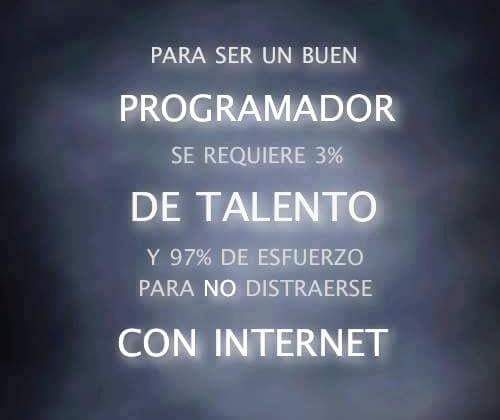 PARA SER UN BUEN
PROGRAMADOR
SE REQUIERE 3%
DE TALENTO
Y 97% DE ESFUERZO
PARA NO DISTRAERSE
CON INTERNET